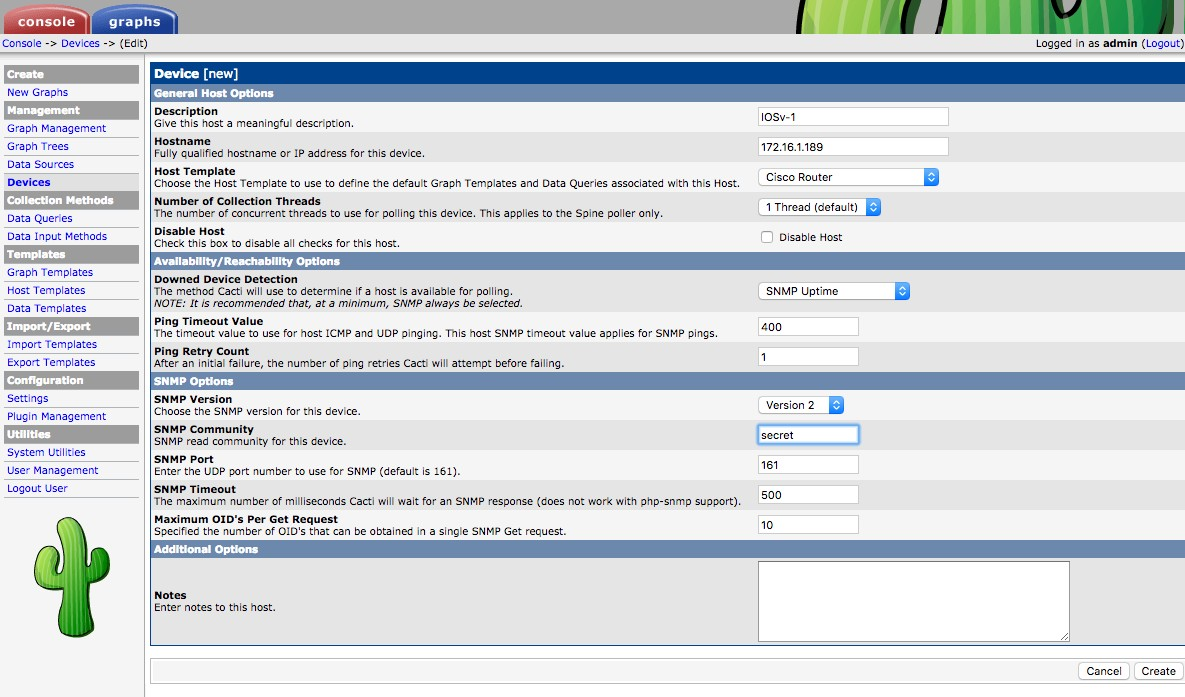 console graphs
Console -> Devices -> (Edit)
Logged in as admin (Logout)
Create
New Graphs
Management
Graph Management
Graph Trees
Data Sources
Devices
Collection Methods
Data Queries
Data Input Methods
Templates
Graph Templates
Host Templates
Data Templates
Import/Export
Import Templates
Export Templates
Configuration
Settings
Plugin Management
Utilities
System Utilities
User Management
Logout User
Device [new]
General Host Options
Description
Give this host a meaningful description.
IOSv-1
Hostname
Fully qualified hostname or IP address for this device.
172.16.1.189
Host Template
Choose the Host Template to use to define the default Graph Templates and Data Queries associated with this Host.
Cisco Router
Number of Collection Threads
The number of concurrent threads to use for polling this device. This applies to the Spine poller only.
1 Thread (default)
Disable Host
Check this box to disable all checks for this host.
Disable Host
Availability/Reachability Options
Downed Device Detection
The method Cacti will use to determine if a host is available for polling.
NOTE: It is recommended that, at a minimum, SNMP always be selected.
SNMP Uptime
Ping Timeout Value
The timeout value to use for host ICMP and UDP pinging. This host SNMP timeout value applies for SNMP pings.
400
Ping Retry Count
After an initial failure, the number of ping retries Cacti will attempt before failing.
1
SNMP Options
SNMP Version
Choose the SNMP version for this device.
Version 2
SNMP Community
SNMP read community for this device.
secret
SNMP Port
Enter the UDP port number to use for SNMP (default is 161).
161
SNMP Timeout
The maximum number of milliseconds Cacti will wait for an SNMP response (does not work with php-snmp support).
500
Maximum OID's Per Get Request
Specified the number of OID's that can be obtained in a single SNMP Get request.
10
Additional Options
Notes
Enter notes to this host.
Cancel Create